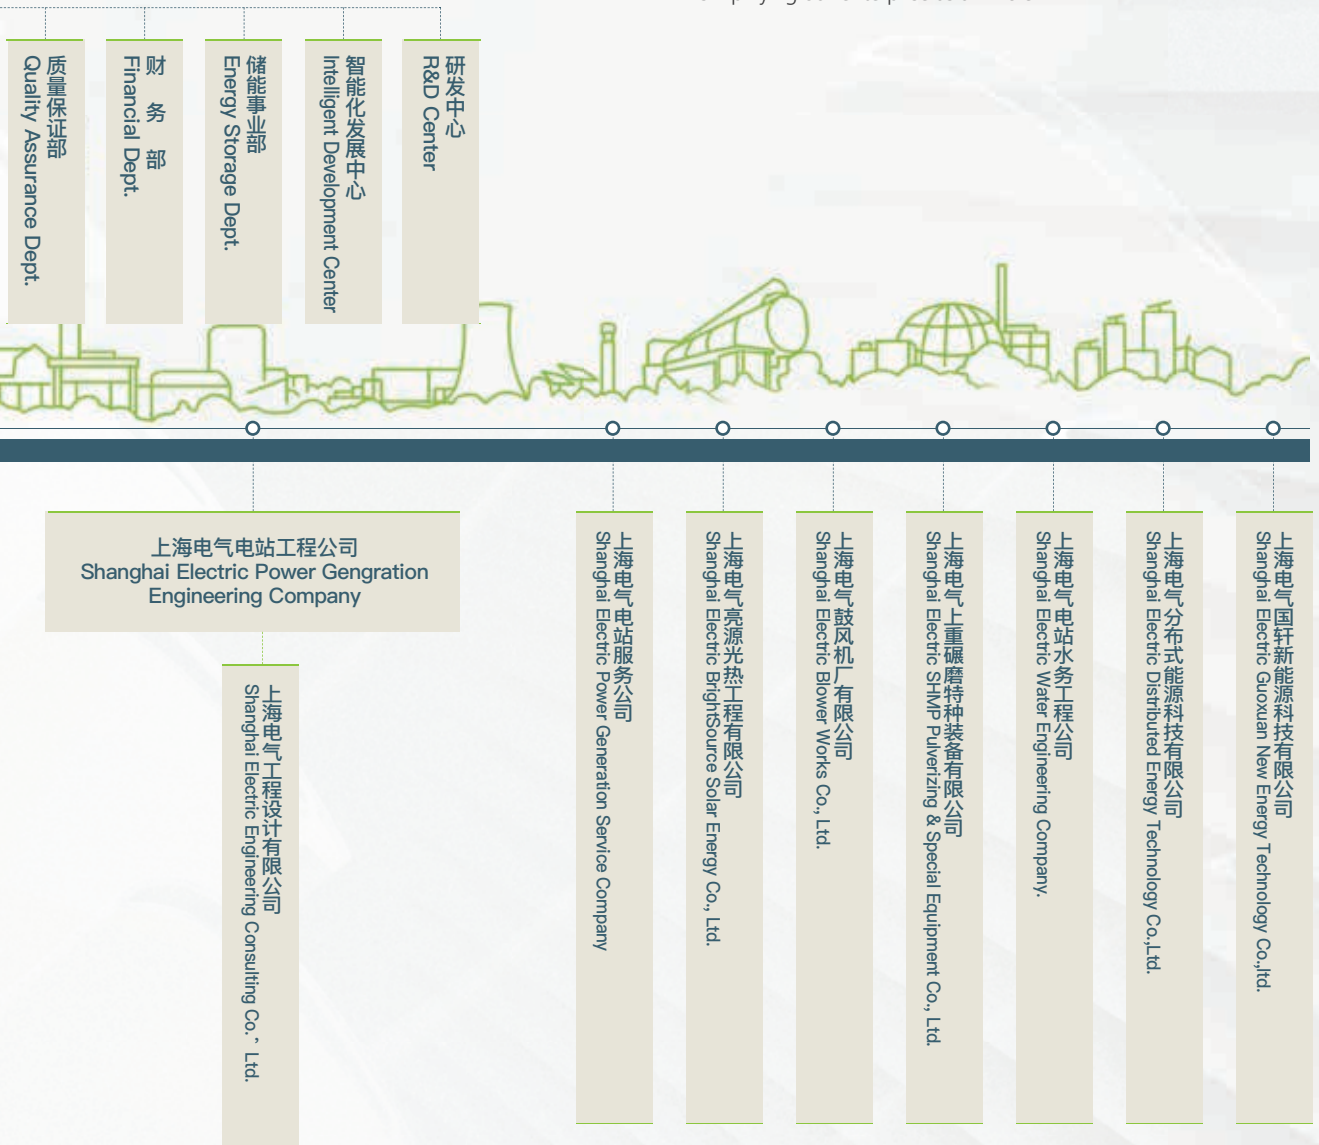 质量保证部
Quality Assurance Dept.
财务部
Financial Dept.
储能事业部
Energy Storage Dept.
智能化发展中心
Intelligent Development Center
研发中心
R&D Center
上海电气电站工程公司
Shanghai Electric Power Gengration
Engineering Company
上海电气工程设计有限公司
Shanghai Electric Engineering Consulting Co.，Ltd.
上海电气电站服务公司
Shanghai Electric Power Generation Service Company
上海电气亮源光热工程有限公司
Shanghai Electric BrightSource Solar Energy Co., Ltd.
上海电气鼓风机厂有限公司
Shanghai Electric Blower Works Co., Ltd.
上海电气上重碾磨特种装备有限公司
Shanghai Electric SHMP Pulverizing & Special Equipment Co., Ltd.
上海电气电站水务工程公司
Shanghai Electric Water Engineering Company.
上海电气分布式能源科技有限公司
Shanghai Electric Distributed Energy Technology Co.,Ltd.
上海电气国轩新能源科技有限公司
Shanghai Electric Guoxuan New Energy Technology Co.,ltd.